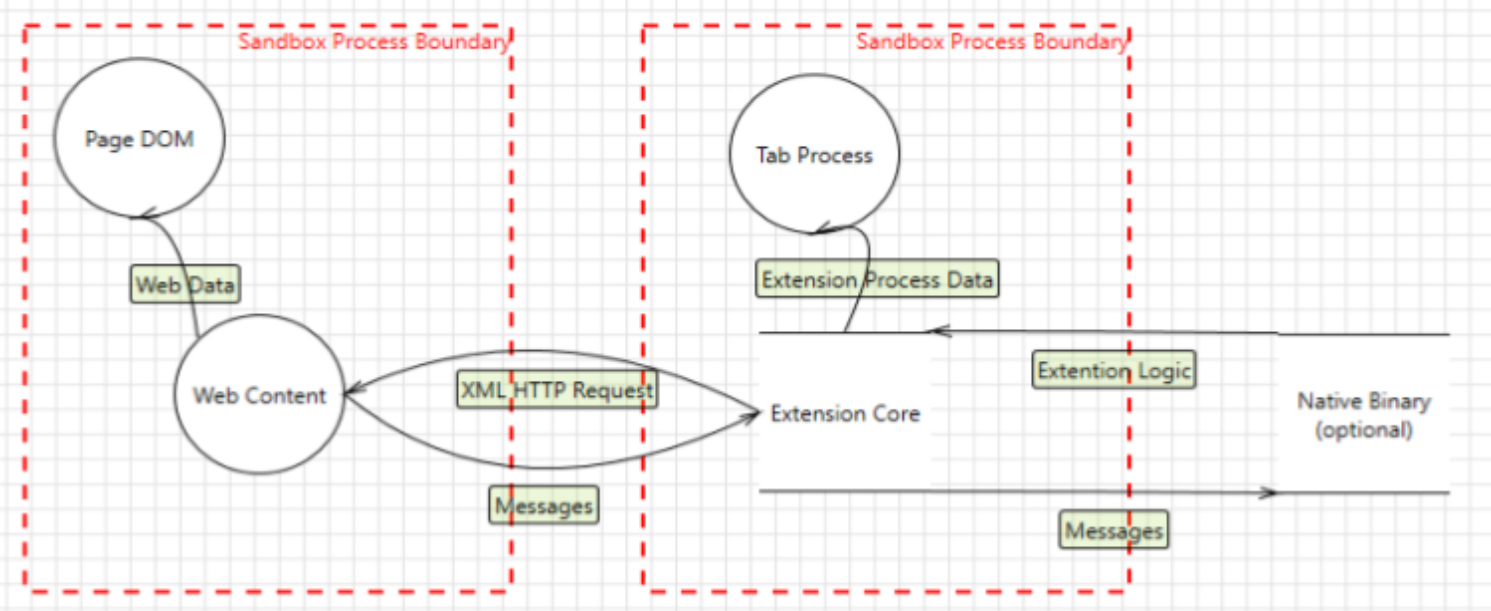 Sandbox Process Boundary
Sandbox Process Boundary
Page DOM
Tab Process
Web Data
Extension Process Data
Extention Logic
XML HTTP Request
Web Content
Extension Core
Native Binary
(optional)
Messages
Messages